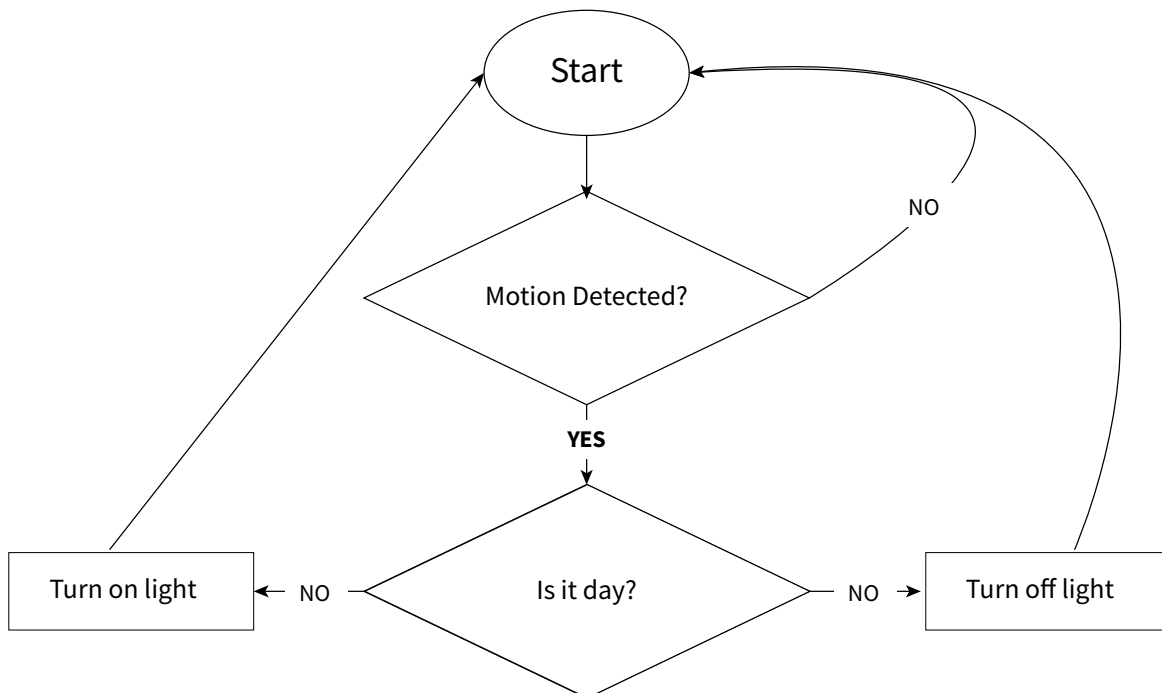 Start
NO
Motion Detected?
YES
Turn on light
NO
Is it day?
NO
Turn off light